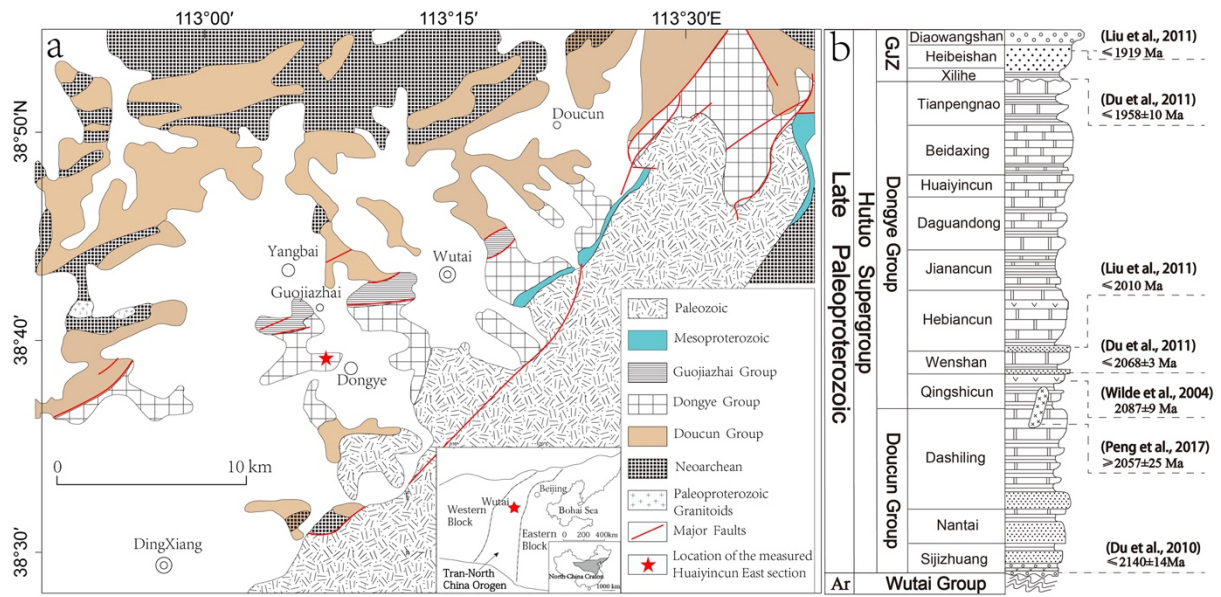 113°00′
113°15′
113°30′E
38°50′N
38°40′
38°30′
a
Doucun
Yangbai
Wutai
Guojiazhai
Dongye
DingXiang
0
10 km
Paleozoic
Mesoproterozoic
Guojiazhai Group
Dongye Group
Doucun Group
Neoarchean
Paleoproterozoic
Granitoids
Major Faults
Location of the measured
Huaiyincun East section
Beijing
Wutai
Western
Block
Bohai Sea
Eastern
Block
0 200 400km
Tran-North
China Orogen
North China Craton
1000 km
b
Late Paleoproterozoic
Hutuo Supergroup
GJZ
Dongye Group
Doucun Group
Diaowangshan
Heibeishan
Xilihe
Tianpengnao
Beidaxing
Huaiyincun
Daguandong
Jianancun
Hebiancun
Wenshan
Qingshicun
Dashiling
Nantai
Sijizhuang
Ar
Wutai Group
(Liu et al., 2011)
⩽1919 Ma
(Du et al., 2011)
⩽1958±10 Ma
(Liu et al., 2011)
⩽2010 Ma
(Du et al., 2011)
⩽2068±3 Ma
(Wilde et al., 2004)
2087±9 Ma
(Peng et al., 2017)
⩾2057±25 Ma
(Du et al., 2010)
⩽2140±14Ma